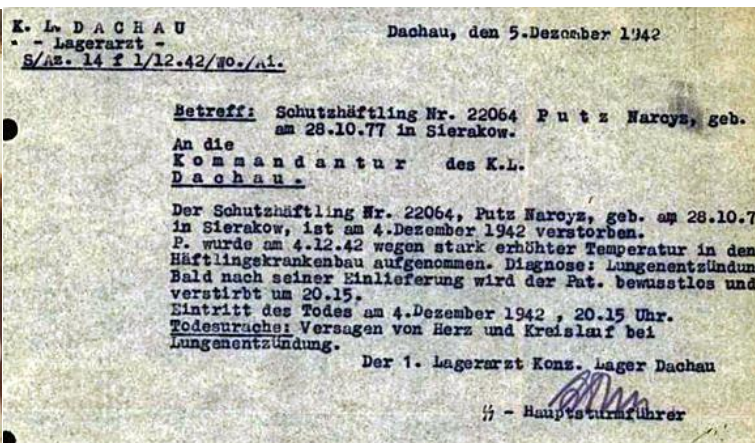 K. L. D A C H A U
- Lagerarzt -
S/Az. 14 f 1/12.42/Wo./Ai.
Dachau, den 5.Dezember 1942
Betreff: Schutzhäftling Nr. 22064 P u t z Narcyz, geb.
am 28.10.77 in Sierakow.
An die
K o m m a n d a n t u r des K.L.
D a c h a u .
Der Schutzhäftling Nr. 22064, Putz Narcyz, geb. am 28.10.7
in Sierakow, ist am 4.Dezember 1942 verstorben.
P. wurde am 4.12.42 wegen stark erhöhter Temperatur in den
Häftlingskrankenbau aufgenommen. Diagnose: Lungenentzündun
Bald nach seiner Einlieferung wird der Pat. bewusstlos und
verstirbt um 20.15.
Eintritt des Todes am 4.Dezember 1942 , 20.15 Uhr.
Todesurache: Versagen von Herz und Kreislauf bei
Lungenentzündung.
Der 1. Lagerarzt Konz. Lager Dachau
ᛋᛋ - Hauptsturmführer